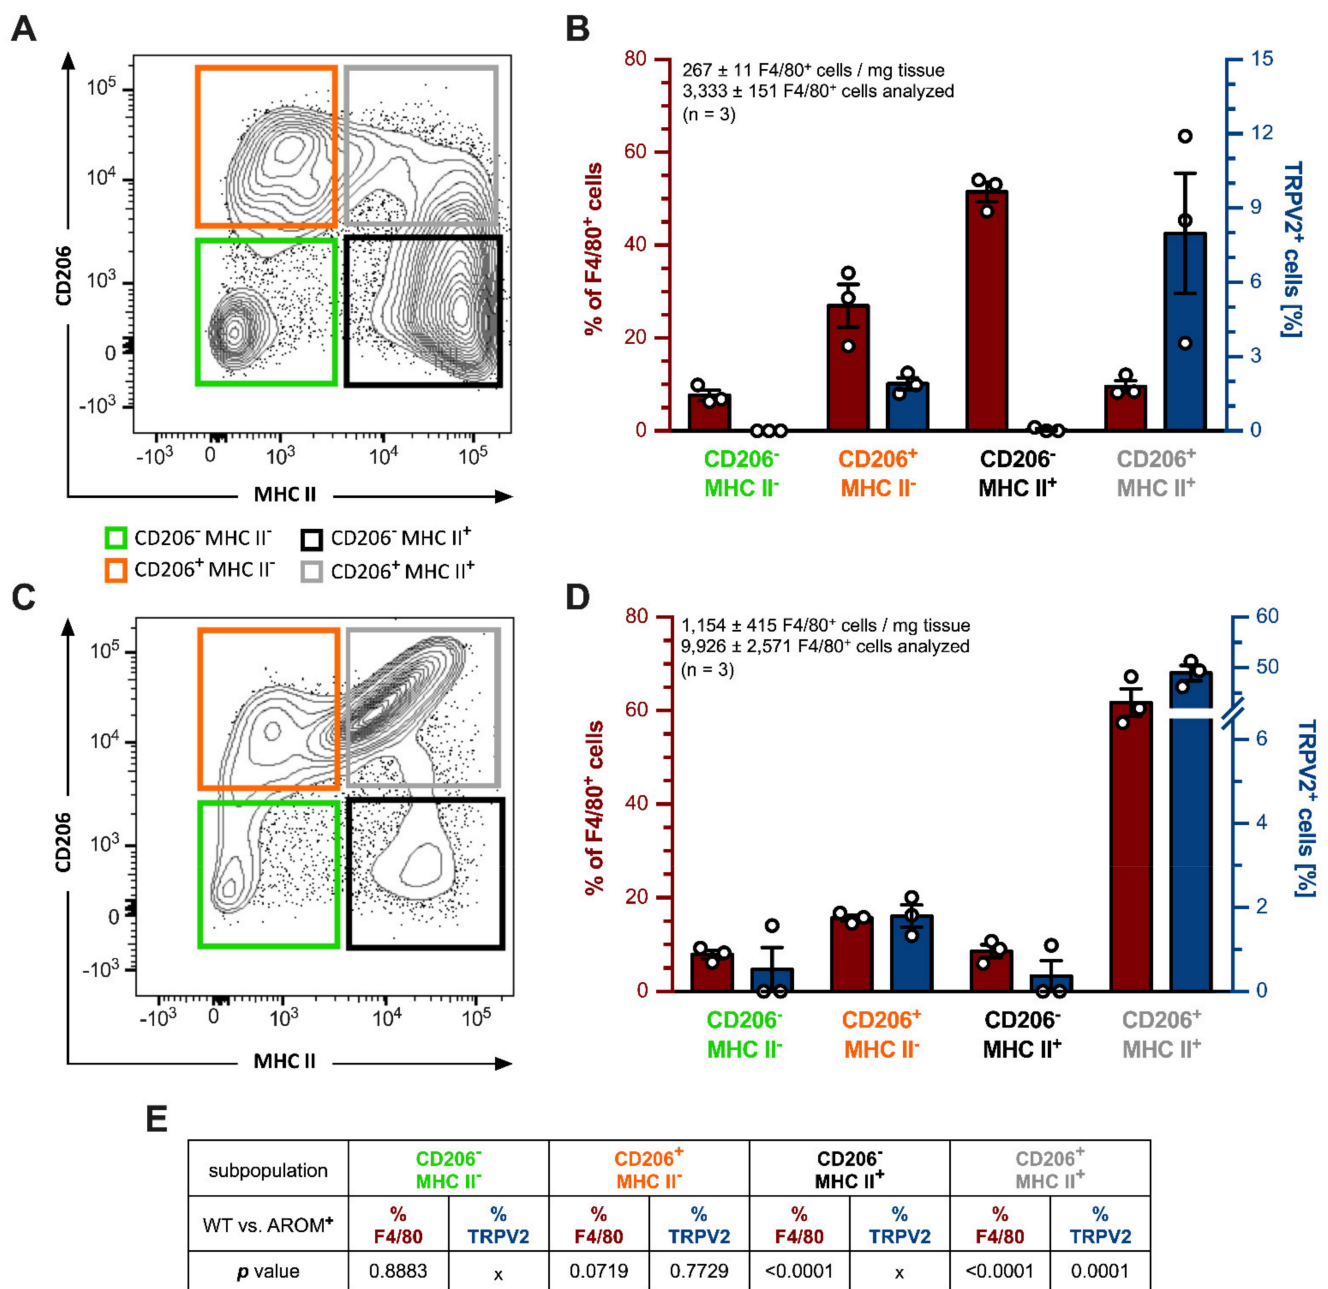 A
CD206
10⁵
10⁴
10³
0
-10³
-10³ 0 10³ 10⁴ 10⁵
MHC II
B
267 ± 11 F4/80⁺ cells / mg tissue
3,333 ± 151 F4/80⁺ cells analyzed
(n = 3)
% of F4/80⁺ cells
80
60
40
20
0
TRPV2⁺ cells [%]
15
12
9
6
3
0
CD206⁻ CD206⁺ CD206⁻ CD206⁺
MHC II⁻ MHC II⁻ MHC II⁺ MHC II⁺
CD206⁻ MHC II⁻ CD206⁻ MHC II⁺
CD206⁺ MHC II⁻ CD206⁺ MHC II⁺
C
CD206
10⁵
10⁴
10³
0
-10³
-10³ 0 10³ 10⁴ 10⁵
MHC II
D
1,154 ± 415 F4/80⁺ cells / mg tissue
9,926 ± 2,571 F4/80⁺ cells analyzed
(n = 3)
% of F4/80⁺ cells
80
60
40
20
0
TRPV2⁺ cells [%]
60
50
6
4
2
0
CD206⁻ CD206⁺ CD206⁻ CD206⁺
MHC II⁻ MHC II⁻ MHC II⁺ MHC II⁺
E
subpopulation CD206⁻ MHC II⁻ CD206⁺ MHC II⁻ CD206⁻ MHC II⁺ CD206⁺ MHC II⁺
WT vs. AROM⁺ % F4/80 % TRPV2 % F4/80 % TRPV2 % F4/80 % TRPV2 % F4/80 % TRPV2
p value 0.8883 x 0.0719 0.7729 <0.0001 x <0.0001 0.0001